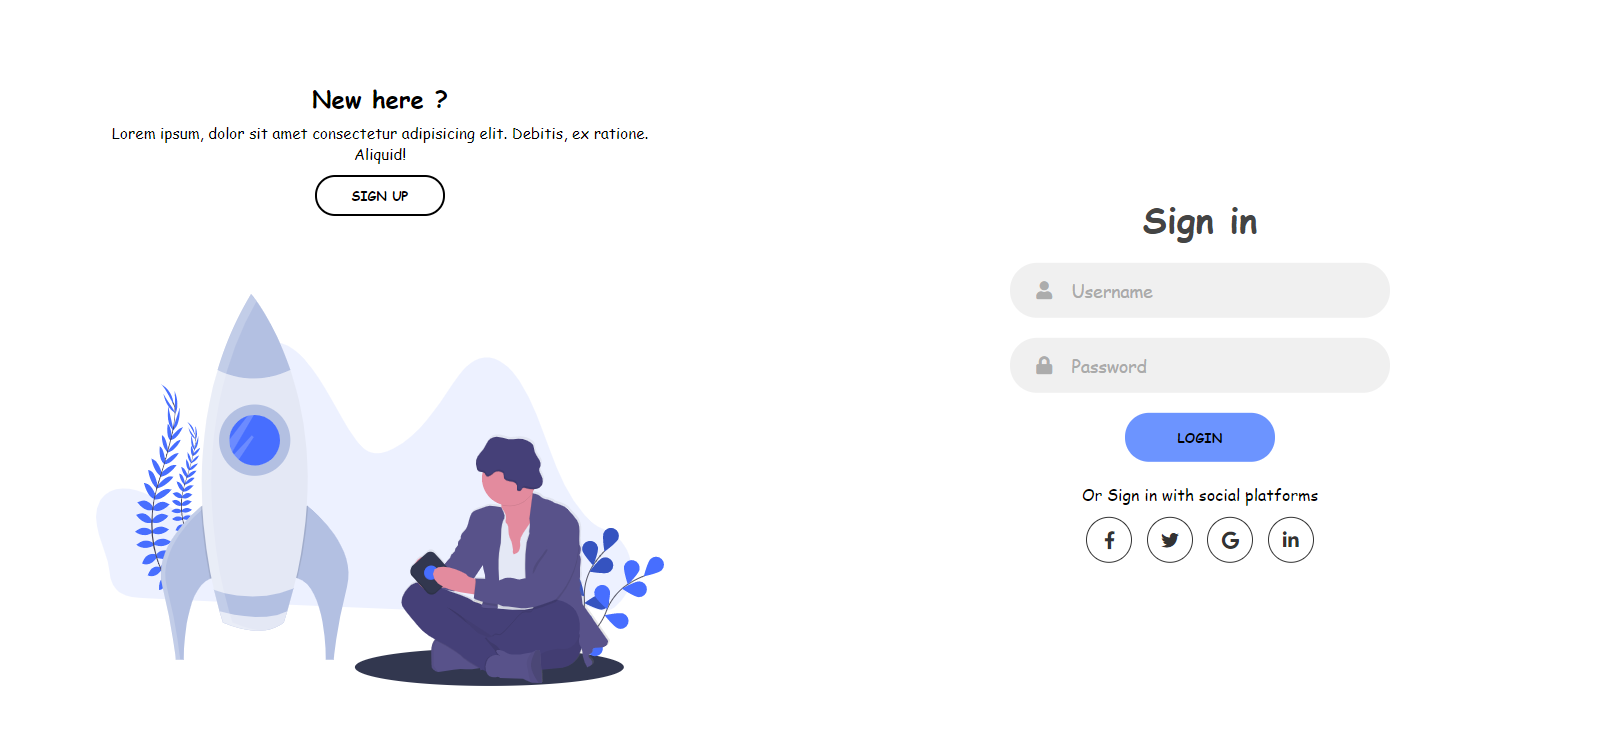 New here ?
Lorem ipsum, dolor sit amet consectetur adipisicing elit. Debitis, ex ratione.
Aliquid!
SIGN UP
Sign in
Username
Password
LOGIN
Or Sign in with social platforms